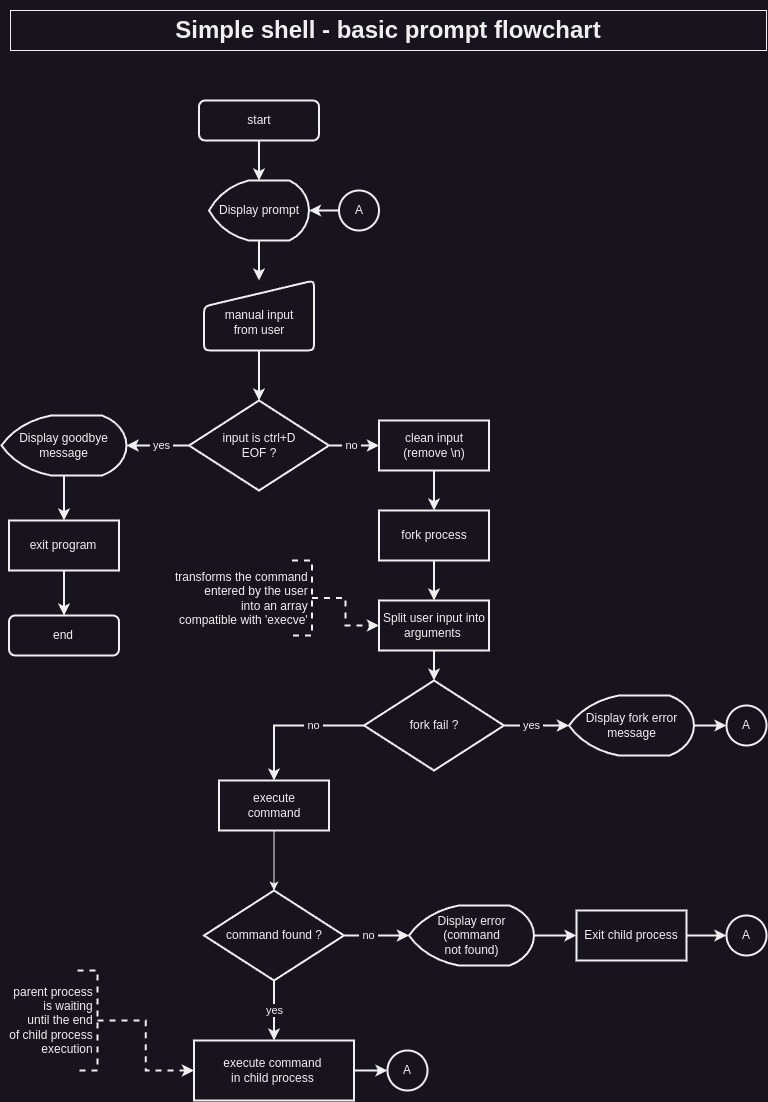 Simple shell - basic prompt flowchart
start
Display prompt
A
manual input
from user
input is ctrl+D
EOF ?
yes
no
Display goodbye
message
clean input
(remove \n)
exit program
fork process
end
transforms the command
entered by the user
into an array
compatible with 'execve'
Split user input into
arguments
fork fail ?
no
yes
Display fork error
message
A
execute
command
command found ?
no
Display error
(command
not found)
Exit child process
A
yes
parent process
is waiting
until the end
of child process
execution
execute command
in child process
A